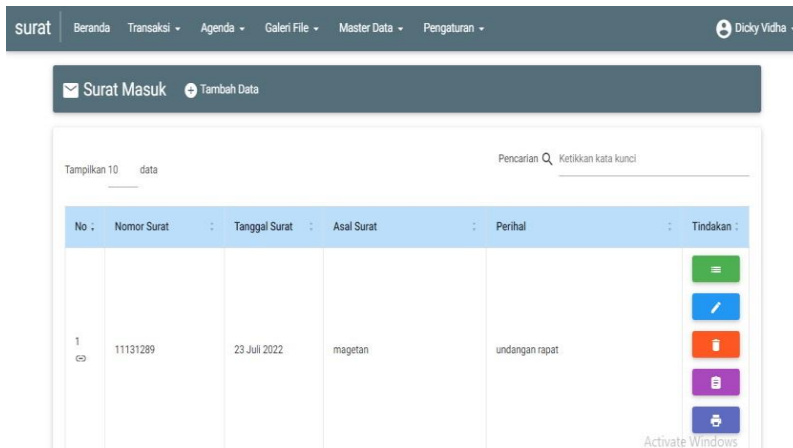 surat Beranda Transaksi Agenda Galeri File Master Data Pengaturan Dicky Vidha
Surat Masuk Tambah Data
Pencarian Ketikkan kata kunci
Tampilkan 10 data
No Nomor Surat Tanggal Surat Asal Surat Perihal Tindakan
1 11131289 23 Juli 2022 magetan undangan rapat
Activate Windows